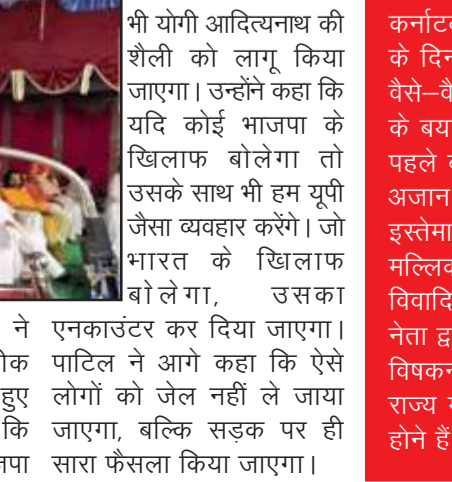 भी योगी आदित्यनाथ की
शैली को लागू किया
जाएगा। उन्होंने कहा कि
यदि कोई भाजपा के
खिलाफ बोलेगा तो
उसके साथ भी हम यूपी
जैसा व्यवहार करेंगे। जो
भारत के खिलाफ
बोलेगा, उसका
ने एनकाउंटर कर दिया जाएगा।
पाटिल ने आगे कहा कि ऐसे
हुए लोगों को जेल नहीं ले जाया
कि जाएगा, बल्कि सड़क पर ही
सारा फैसला किया जाएगा।
के दिन
वैसे–वै
के बय
पहले
अजान
इस्तेमा
मल्लिक
विवादि
नेता द्व
विषकन
राज्य
होने हैं